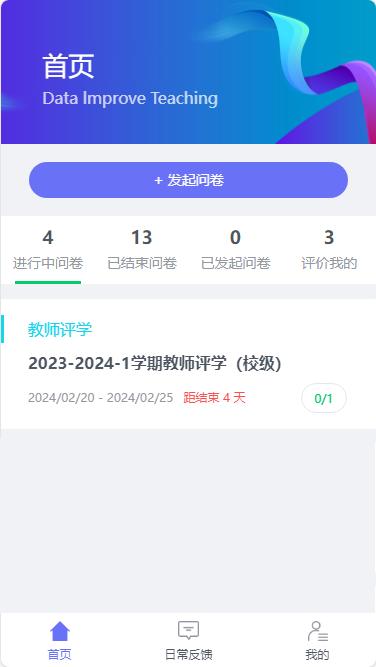 首页
Data Improve Teaching
+ 发起问卷
4 13 0 3
进行中问卷 已结束问卷 已发起问卷 评价我的
教师评学
2023-2024-1学期教师评学（校级）
2024/02/20 - 2024/02/25 距结束 4 天 0/1
首页 日常反馈 我的